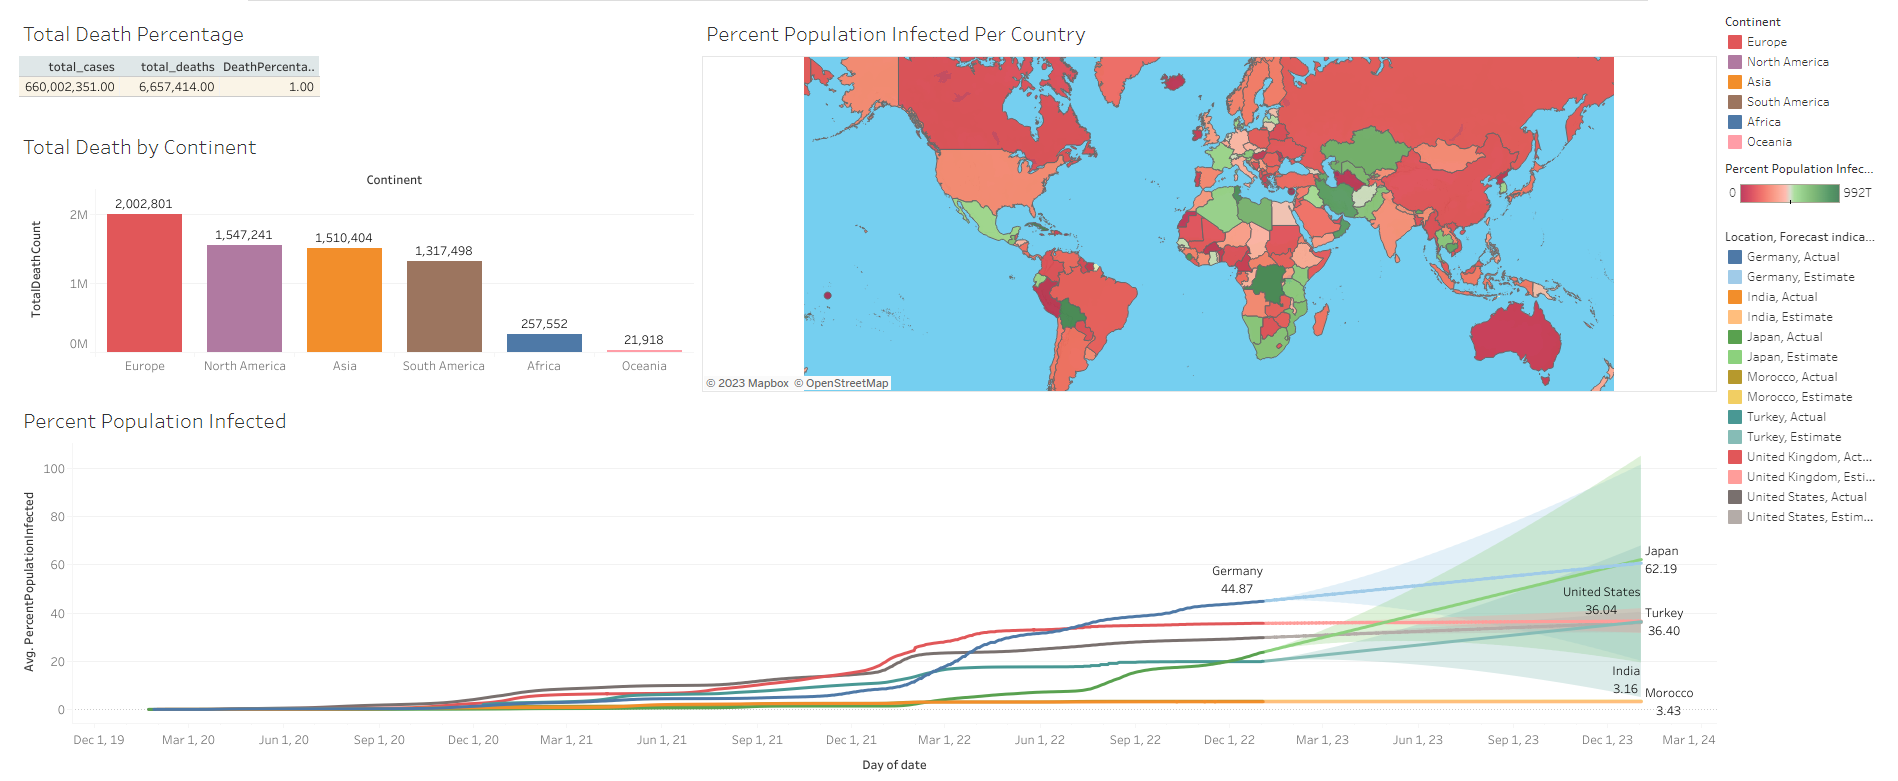 Total Death Percentage
total_cases total_deaths DeathPercenta..
660,002,351.00 6,657,414.00 1.00
Total Death by Continent
Continent
TotalDeathCount
2M
1M
0M
2,002,801
1,547,241
1,510,404
1,317,498
257,552
21,918
Europe North America Asia South America Africa Oceania
Percent Population Infected Per Country
© 2023 Mapbox © OpenStreetMap
Percent Population Infected
Avg. PercentPopulationInfected
100
80
60
40
20
0
Germany
44.87
Japan
62.19
United States
36.04
Turkey
36.40
India
3.16
Morocco
3.43
Dec 1, 19 Mar 1, 20 Jun 1, 20 Sep 1, 20 Dec 1, 20 Mar 1, 21 Jun 1, 21 Sep 1, 21 Dec 1, 21 Mar 1, 22 Jun 1, 22 Sep 1, 22 Dec 1, 22 Mar 1, 23 Jun 1, 23 Sep 1, 23 Dec 1, 23 Mar 1, 24
Day of date
Continent
Europe
North America
Asia
South America
Africa
Oceania
Percent Population Infec...
0 992T
Location, Forecast indica...
Germany, Actual
Germany, Estimate
India, Actual
India, Estimate
Japan, Actual
Japan, Estimate
Morocco, Actual
Morocco, Estimate
Turkey, Actual
Turkey, Estimate
United Kingdom, Act...
United Kingdom, Esti...
United States, Actual
United States, Estim...